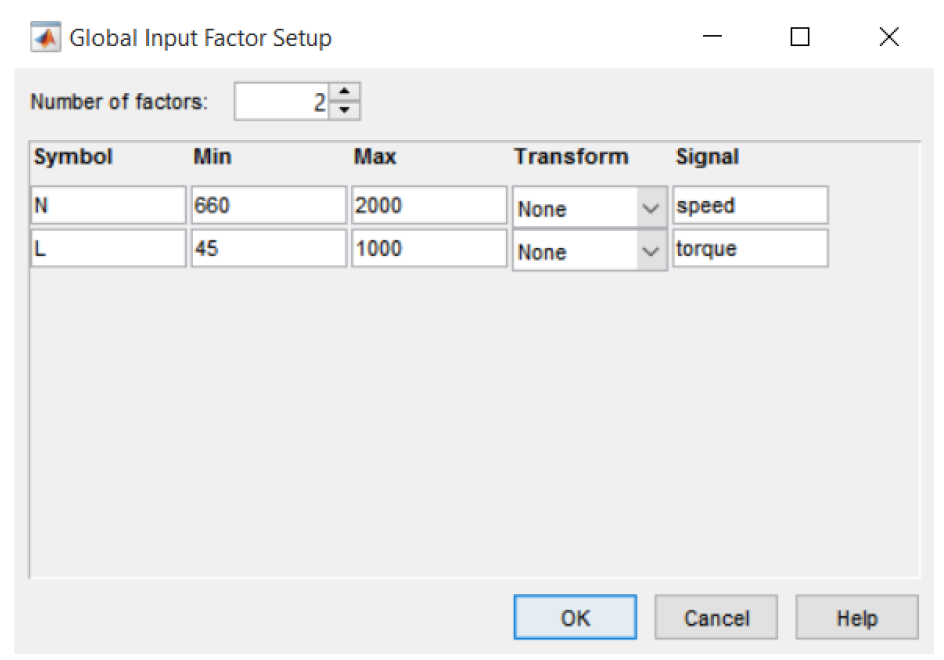 Global Input Factor Setup
Number of factors: 2
Symbol Min Max Transform Signal
N 660 2000 None speed
L 45 1000 None torque
OK Cancel Help